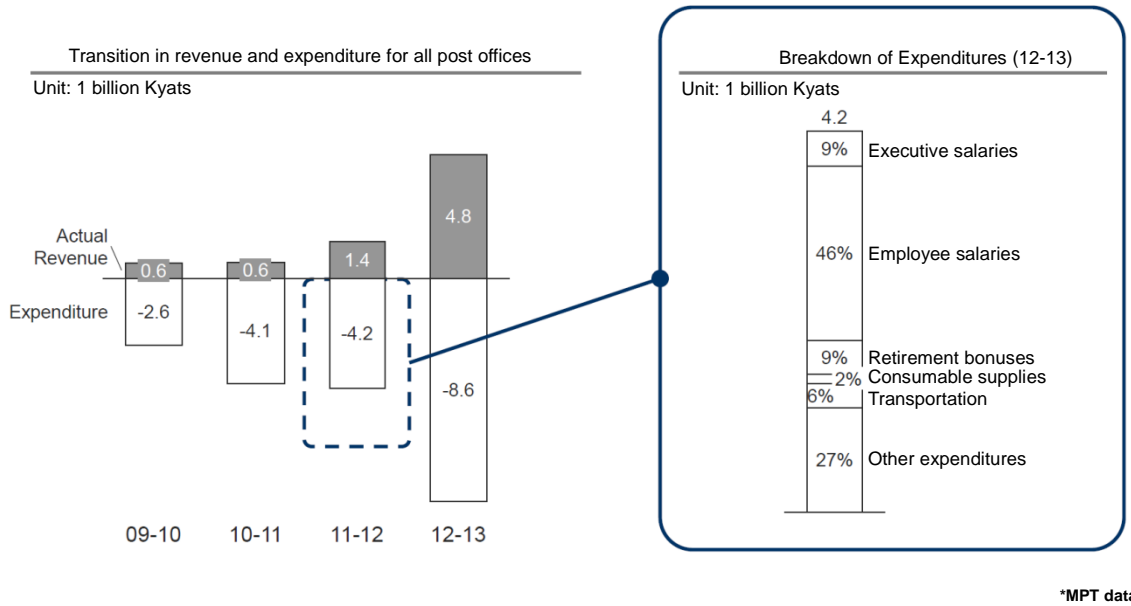 Transition in revenue and expenditure for all post offices
Unit: 1 billion Kyats
Actual
Revenue
Expenditure
0.6
0.6
1.4
4.8
-2.6
-4.1
-4.2
-8.6
09-10
10-11
11-12
12-13
Breakdown of Expenditures (12-13)
Unit: 1 billion Kyats
4.2
9% Executive salaries
46% Employee salaries
9% Retirement bonuses
2% Consumable supplies
6% Transportation
27% Other expenditures
*MPT data